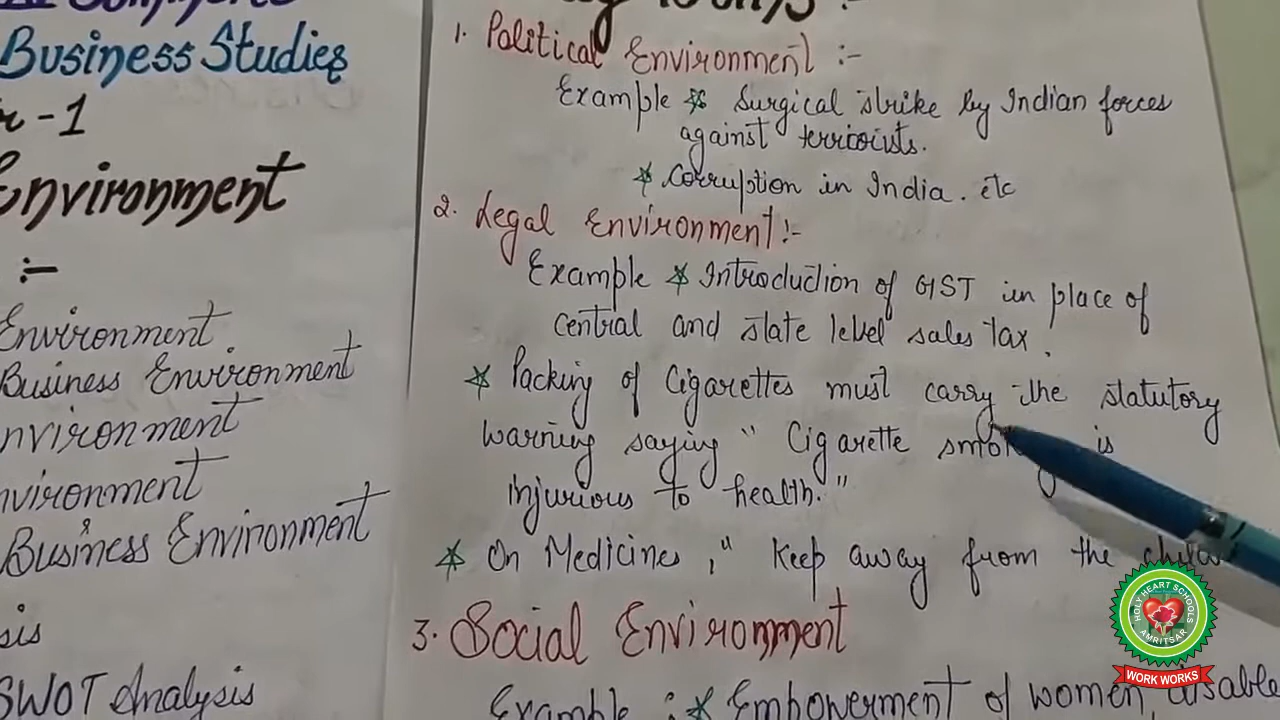 Business Studies
-1
Environment
:-
Environment
Business Environment
nvironment
nvironment
Business Environment
sis
SWOT Analysis
1. Political Environment :-
Example * Surgical strike by Indian forces
against
* Corruption in India. etc
2. Legal Environment :-
Example * Introduction of GST in place of
central and state level sales Tax.
* Packing of Cigarettes must carry the statutory
warning saying " Cigarette is
injurious to health."
* On Medicines, " Keep away from the
3. Social Environment
Example : * Empowerment of women, disable
HOLY HEART SCHOOLS
AMRITSAR
WORK WORKS